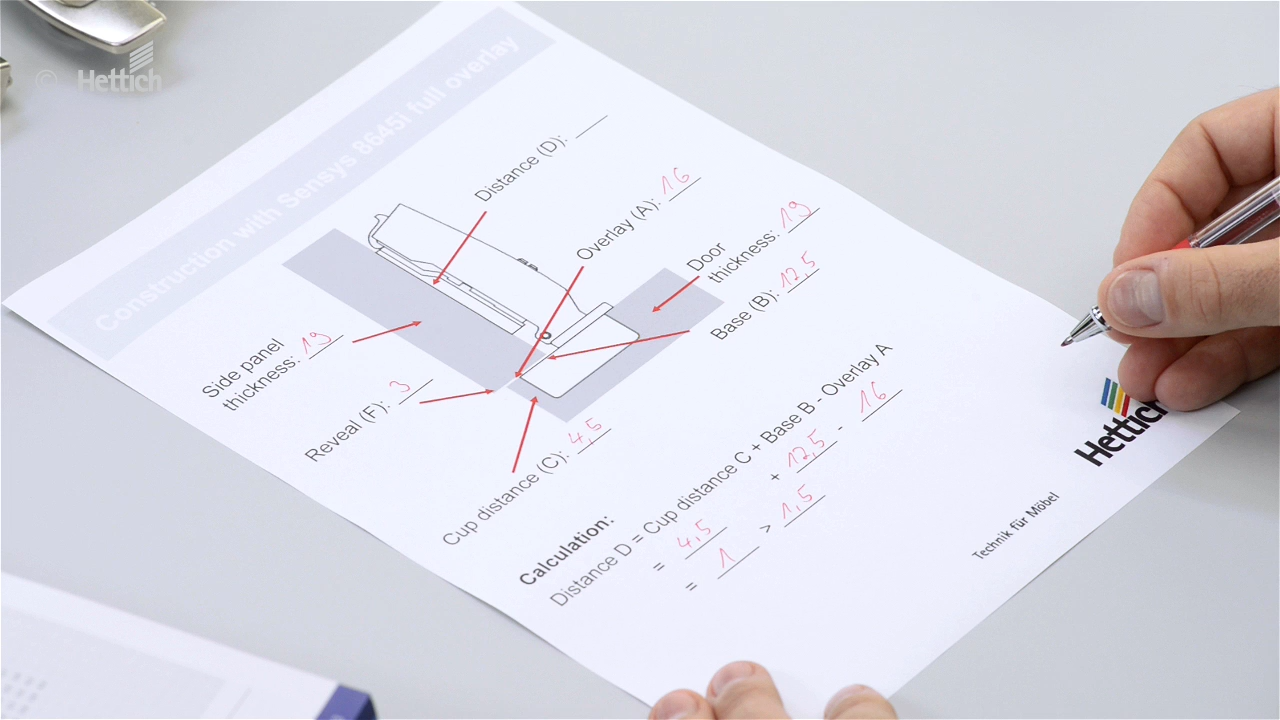 © Hettich
Construction with Sensys 8645i full overlay
Distance (D): ___
Overlay (A): 16
Door
thickness: 19
Base (B): 12,5
Side panel
thickness: 19
Reveal (F): 3
Cup distance (C): 4,5
Calculation:
Distance D = Cup distance C + Base B - Overlay A
= 4,5 + 12,5 - 16
= 1 > 1,5
Hettich
Technik für Möbel